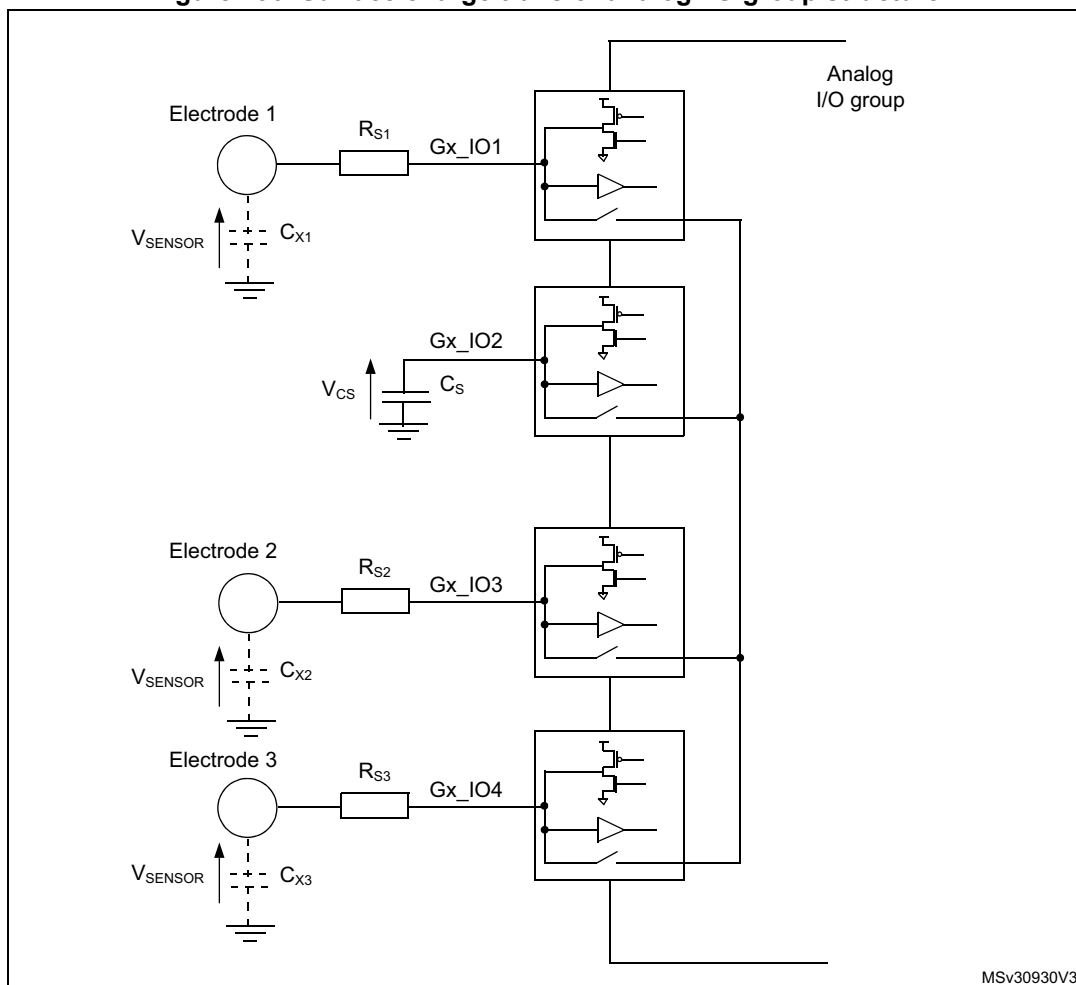 Analog
I/O group
Electrode 1
RS1
Gx_IO1
VSENSOR
CX1
Gx_IO2
VCS
CS
Electrode 2
RS2
Gx_IO3
VSENSOR
CX2
Electrode 3
RS3
Gx_IO4
VSENSOR
CX3
MSv30930V3